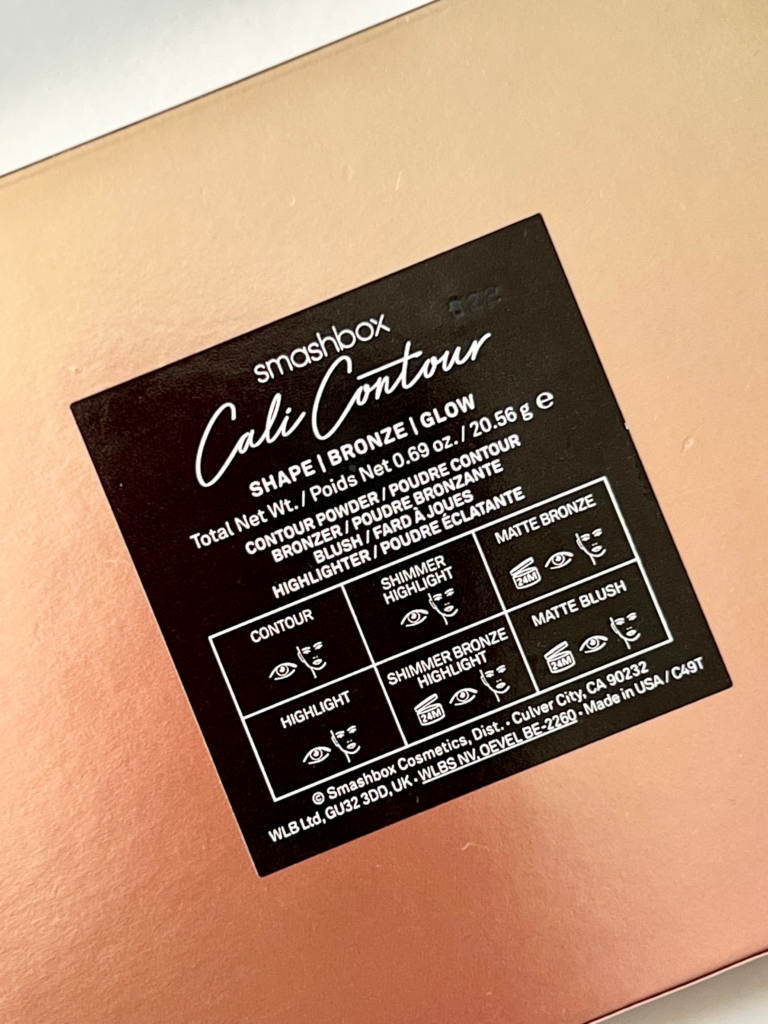 smashbox
Cali Contour
SHAPE | BRONZE | GLOW
Total Net Wt. / Poids Net 0.69 oz. / 20.56 g ℮
CONTOUR POWDER / POUDRE CONTOUR
BRONZER / POUDRE BRONZANTE
BLUSH / FARD À JOUES
HIGHLIGHTER / POUDRE ÉCLATANTE
CONTOUR
SHIMMER
HIGHLIGHT
MATTE BRONZE
24M
HIGHLIGHT
SHIMMER BRONZE
HIGHLIGHT
24M
MATTE BLUSH
24M
© Smashbox Cosmetics, Dist. · Culver City, CA 90232
WLB Ltd, GU32 3DD, UK · WLBS NV, OEVEL BE-2260 · Made in USA / C49T